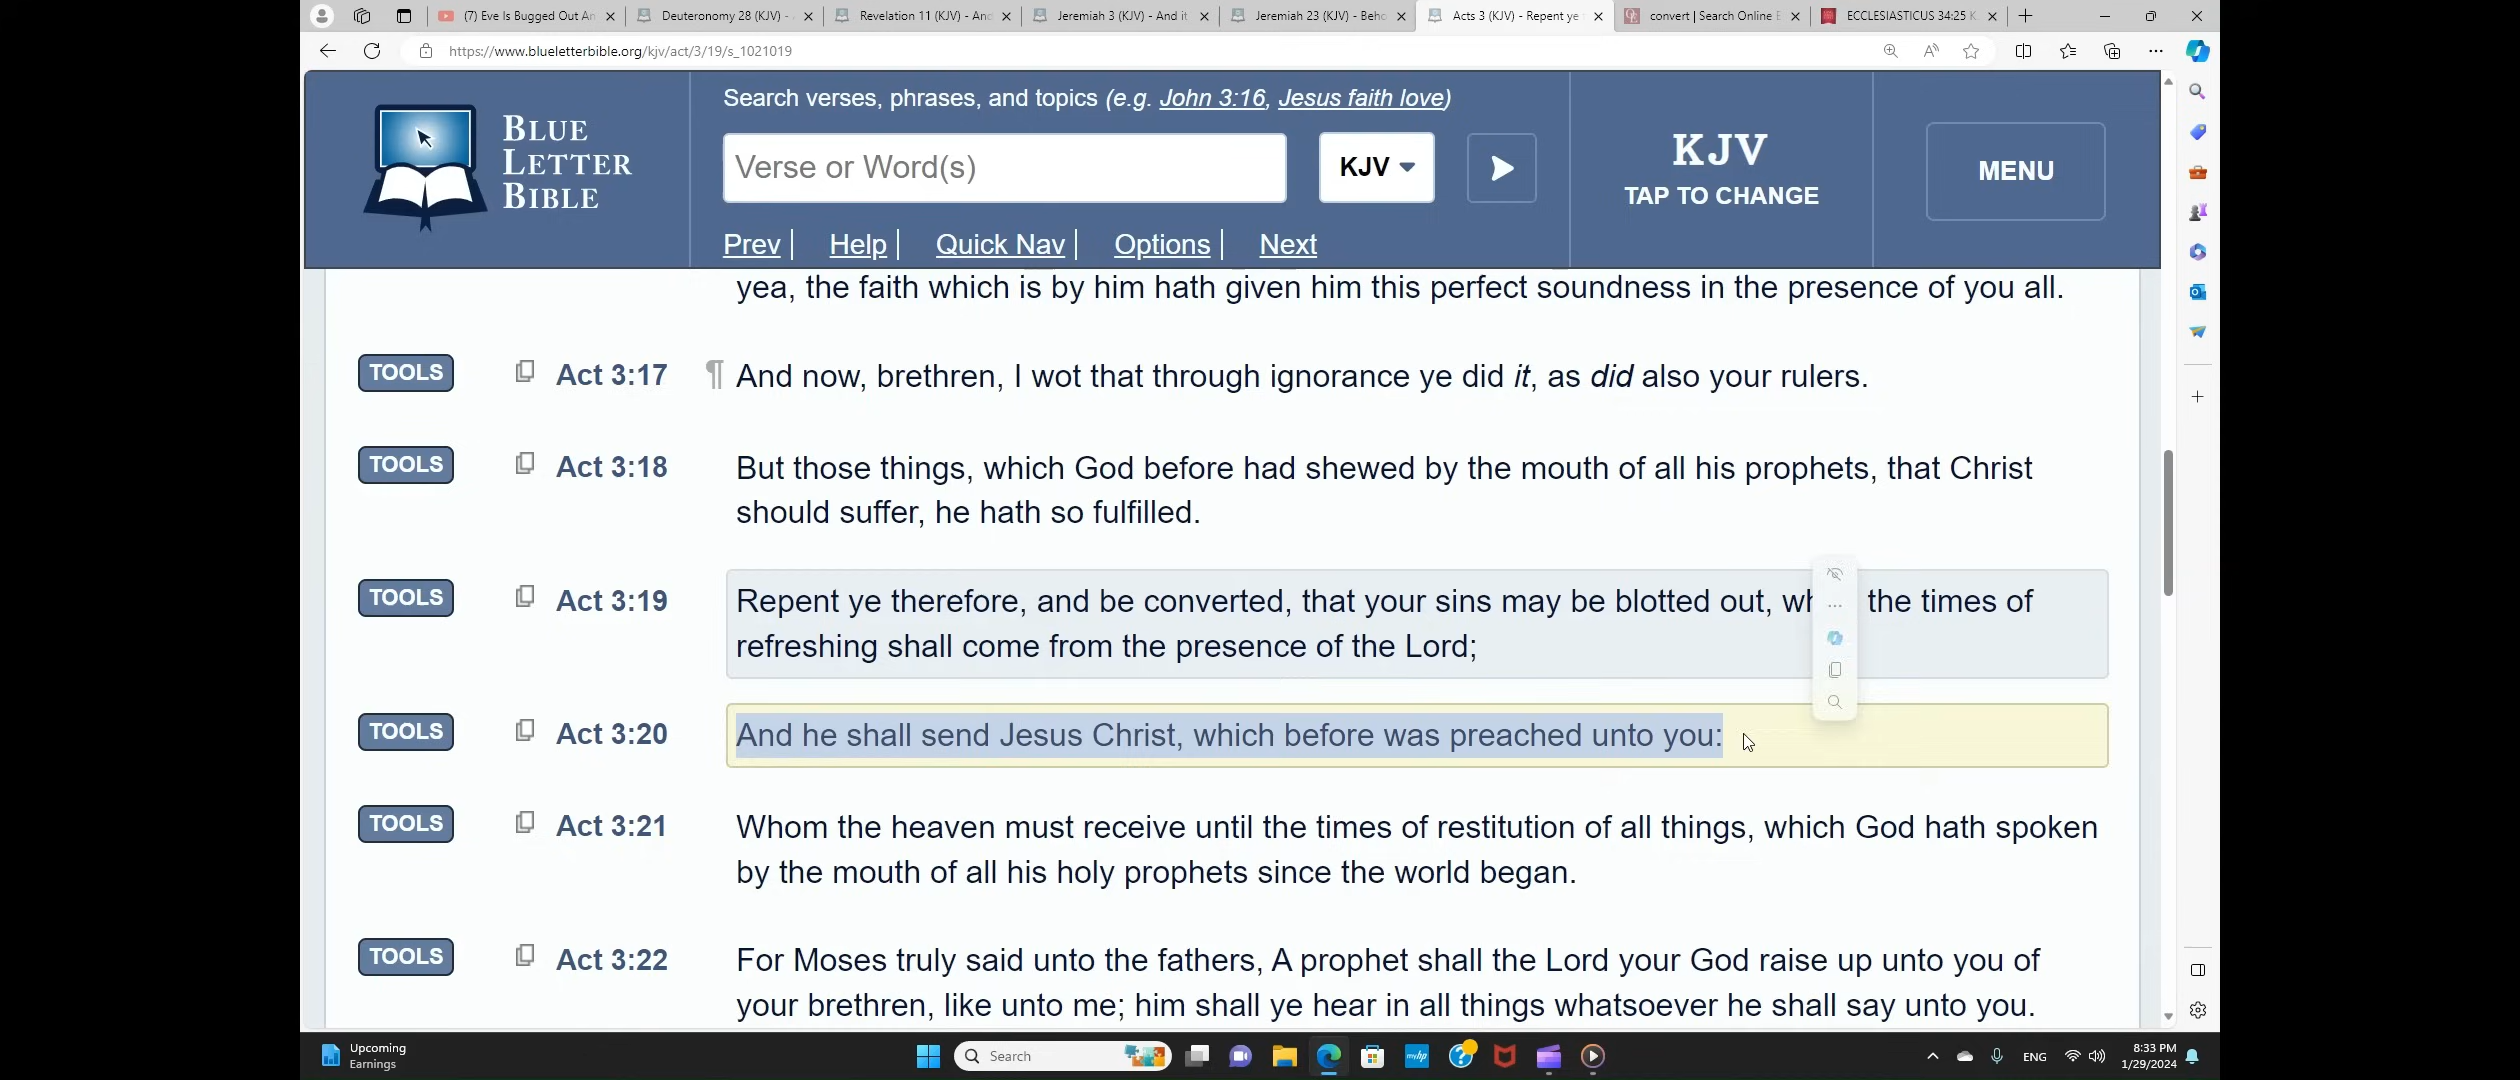 (7) Eve Is Bugged Out An
Deuteronomy 28 (KJV) -
Revelation 11 (KJV) - And
Jeremiah 3 (KJV) - And it
Jeremiah 23 (KJV) - Beho
Acts 3 (KJV) - Repent ye
convert | Search Online E
ECCLESIASTICUS 34:25 K
https://www.blueletterbible.org/kjv/act/3/19/s_1021019
BLUE
LETTER
BIBLE
Search verses, phrases, and topics (e.g. John 3:16, Jesus faith love)
Verse or Word(s)
KJV
KJV
TAP TO CHANGE
MENU
Prev | Help | Quick Nav | Options | Next
yea, the faith which is by him hath given him this perfect soundness in the presence of you all.
TOOLS Act 3:17 ¶ And now, brethren, I wot that through ignorance ye did it, as did also your rulers.
TOOLS Act 3:18 But those things, which God before had shewed by the mouth of all his prophets, that Christ
should suffer, he hath so fulfilled.
TOOLS Act 3:19 Repent ye therefore, and be converted, that your sins may be blotted out, wh the times of
refreshing shall come from the presence of the Lord;
TOOLS Act 3:20 And he shall send Jesus Christ, which before was preached unto you:
TOOLS Act 3:21 Whom the heaven must receive until the times of restitution of all things, which God hath spoken
by the mouth of all his holy prophets since the world began.
TOOLS Act 3:22 For Moses truly said unto the fathers, A prophet shall the Lord your God raise up unto you of
your brethren, like unto me; him shall ye hear in all things whatsoever he shall say unto you.
Upcoming
Earnings
Search
myhp
ENG
8:33 PM
1/29/2024